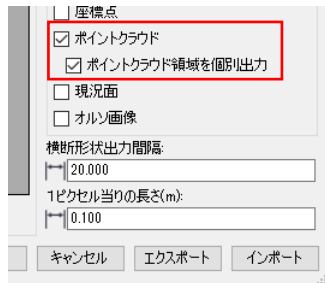 座標点
ポイントクラウド
ポイントクラウド領域を個別出力
現況面
オルソ画像
横断形状出力間隔:
20.000
1ピクセル当りの長さ(m):
0.100
キャンセル エクスポート インポート